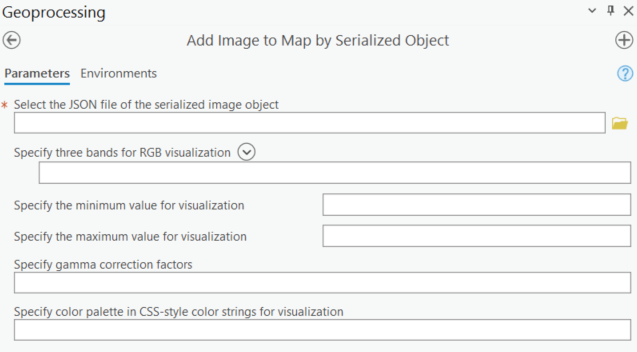 Geoprocessing
Add Image to Map by Serialized Object
Parameters Environments
?
* Select the JSON file of the serialized image object
Specify three bands for RGB visualization
Specify the minimum value for visualization
Specify the maximum value for visualization
Specify gamma correction factors
Specify color palette in CSS-style color strings for visualization